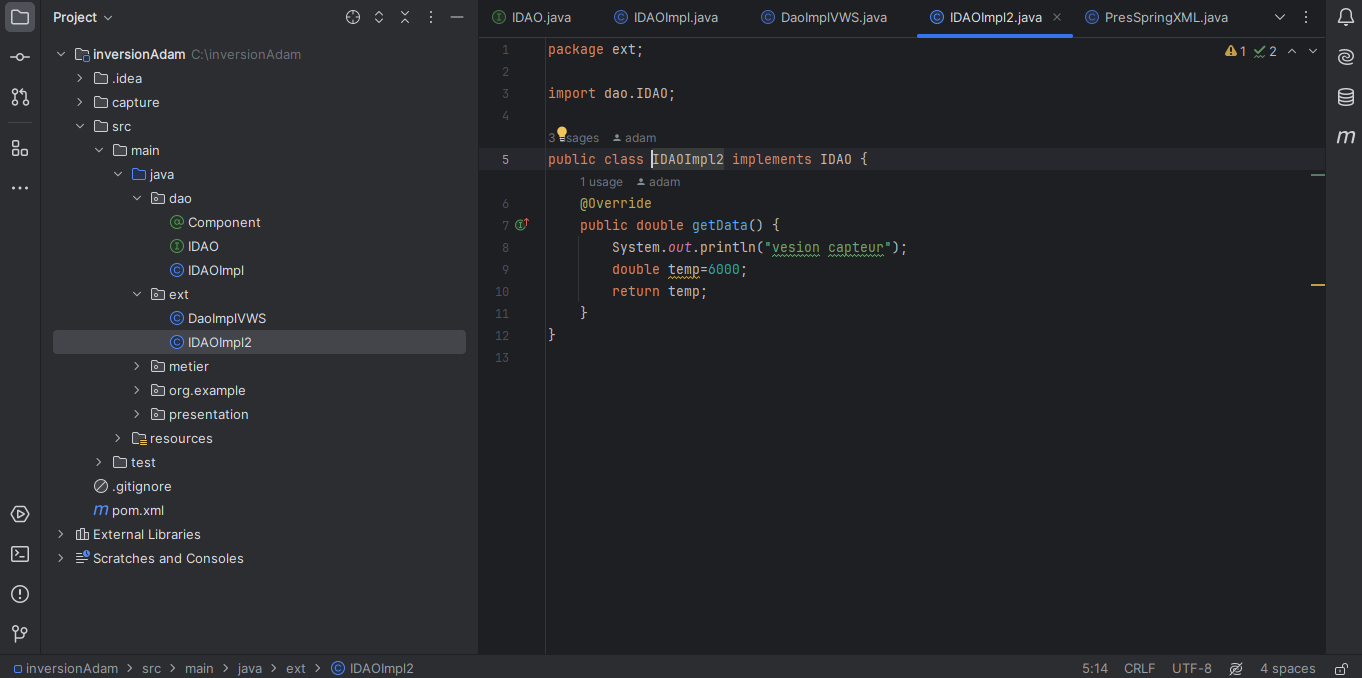 Project
inversionAdam C:\inversionAdam
.idea
capture
src
main
java
dao
Component
IDAO
IDAOImpl
ext
DaoImplVWS
IDAOImpl2
metier
org.example
presentation
resources
test
.gitignore
pom.xml
External Libraries
Scratches and Consoles
IDAO.java IDAOImpl.java DaoImplVWS.java IDAOImpl2.java PresSpringXML.java
1 package ext; 1 2
2
3 import dao.IDAO;
4
3 usages adam
5 public class IDAOImpl2 implements IDAO {
1 usage adam
6 @Override
7 public double getData() {
8 System.out.println("vesion capteur");
9 double temp=6000;
10 return temp;
11 }
12 }
13
inversionAdam > src > main > java > ext > IDAOImpl2 5:14 CRLF UTF-8 4 spaces